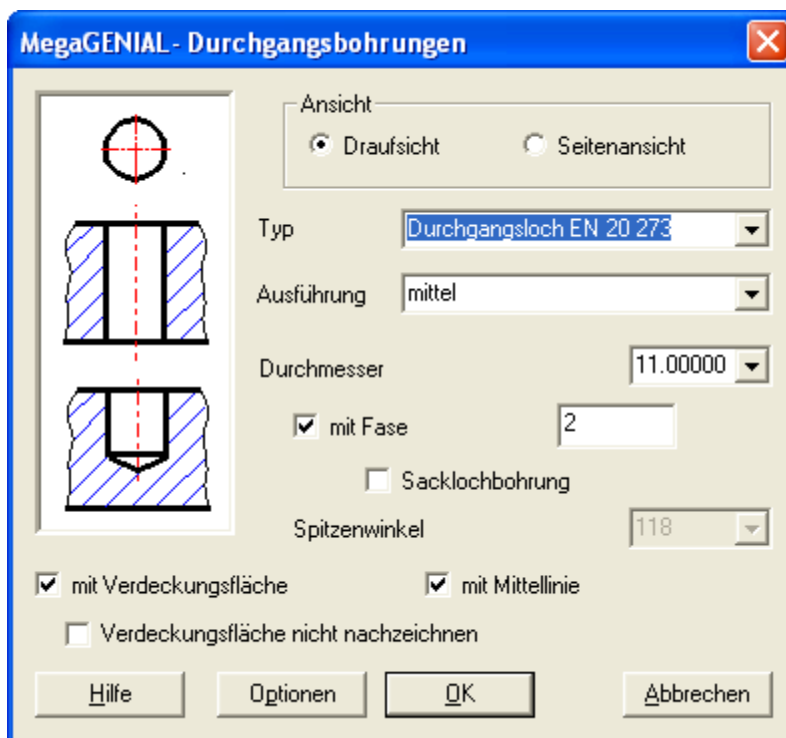 MegaGENIAL - Durchgangsbohrungen
Ansicht
Draufsicht Seitenansicht
Typ Durchgangsloch EN 20 273
Ausführung mittel
Durchmesser 11.00000
mit Fase 2
Sacklochbohrung
Spitzenwinkel 118
mit Verdeckungsfläche mit Mittellinie
Verdeckungsfläche nicht nachzeichnen
Hilfe Optionen OK Abbrechen